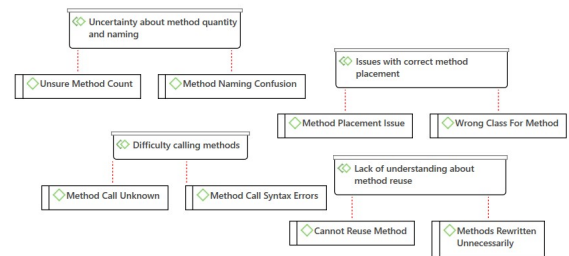 Uncertainty about method quantity
and naming
Unsure Method Count
Method Naming Confusion
Issues with correct method
placement
Method Placement Issue
Wrong Class For Method
Difficulty calling methods
Method Call Unknown
Method Call Syntax Errors
Lack of understanding about
method reuse
Cannot Reuse Method
Methods Rewritten
Unnecessarily